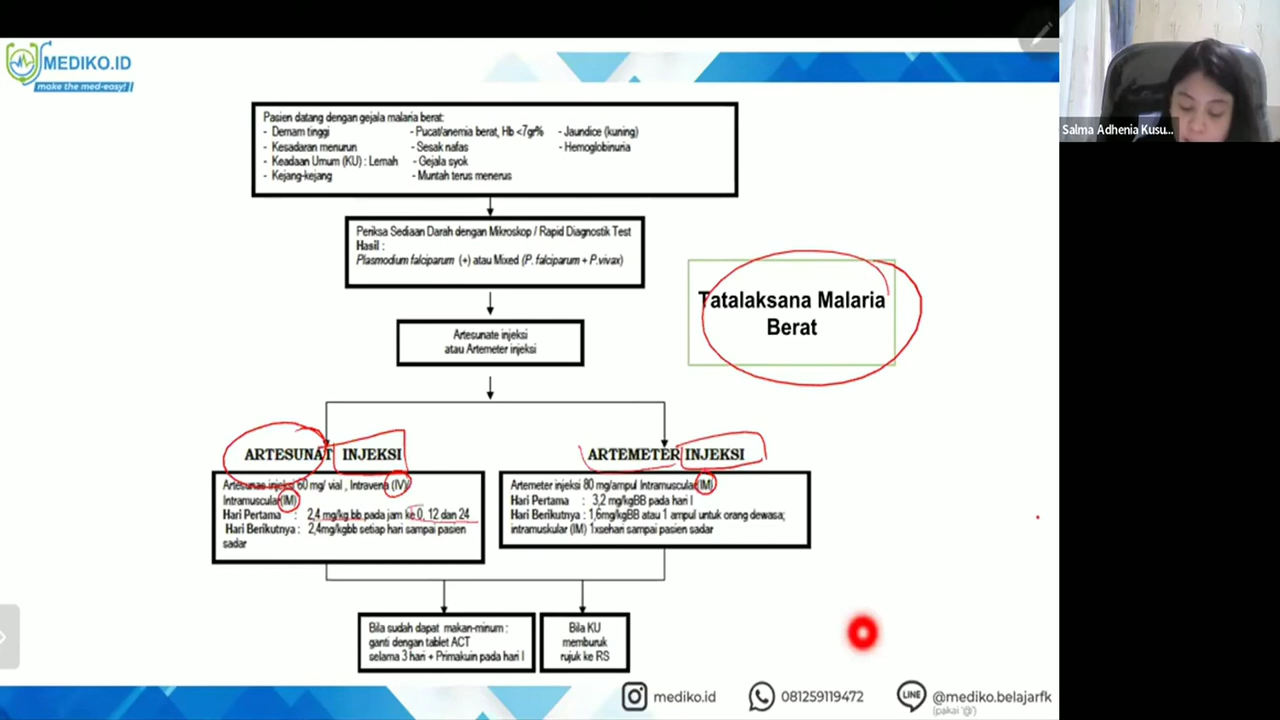 MEDIKO.ID
make the med-easy!
Salma Adhenia Kusu...
Pasien datang dengan gejala malaria berat:
- Demam tinggi - Pucat/anemia berat, Hb <7gr% - Jaundice (kuning)
- Kesadaran menurun - Sesak nafas - Hemoglobinuria
- Keadaan Umum (KU) : Lemah - Gejala syok
- Kejang-kejang - Muntah terus menerus
Periksa Sediaan Darah dengan Mikroskop / Rapid Diagnostik Test
Hasil :
Plasmodium falciparum (+) atau Mixed (P. falciparum + P.vivax)
Tatalaksana Malaria
Berat
Artesunate injeksi
atau Artemeter injeksi
ARTESUNAT INJEKSI
Artesunas injeksi 60 mg/ vial , Intravena (IV)/
Intramuscular(IM)
Hari Pertama : 2,4 mg/kg bb pada jam ke 0, 12 dan 24
Hari Berikutnya : 2,4mg/kgbb setiap hari sampai pasien
sadar
ARTEMETER INJEKSI
Artemeter injeksi 80 mg/ampul Intramuscular(IM)
Hari Pertama : 3,2 mg/kgBB pada hari I
Hari Berikutnya : 1,6mg/kgBB atau 1 ampul untuk orang dewasa;
intramuskular (IM) 1xsehari sampai pasien sadar
Bila sudah dapat makan-minum :
ganti dengan tablet ACT
selama 3 hari + Primakuin pada hari I
Bila KU
memburuk
rujuk ke RS
mediko.id
081259119472
LINE
@mediko.belajarfk
(pakai '@')